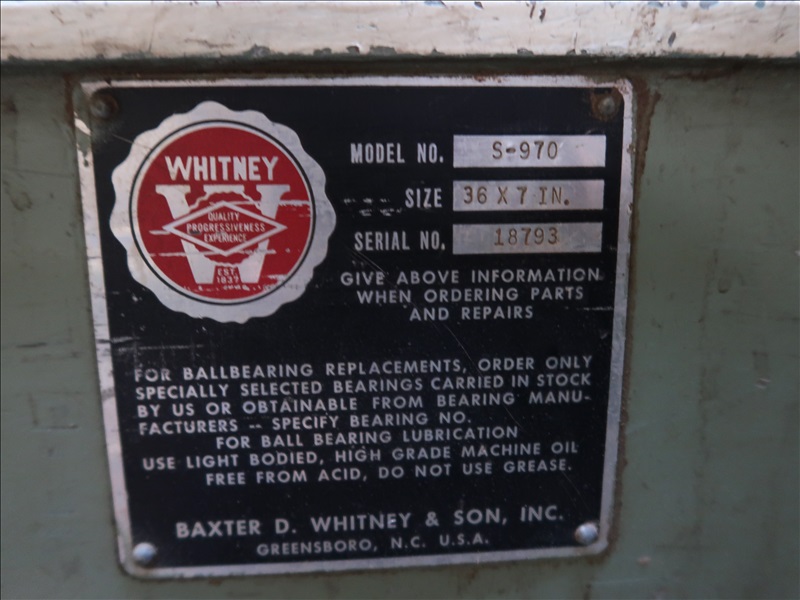 WHITNEY
W
QUALITY
PROGRESSIVENESS
EXPERIENCE
EST.
1837
MODEL NO. S-970
SIZE 36 X 7 IN.
SERIAL NO. 18793
GIVE ABOVE INFORMATION
WHEN ORDERING PARTS
AND REPAIRS
FOR BALLBEARING REPLACEMENTS, ORDER ONLY
SPECIALLY SELECTED BEARINGS CARRIED IN STOCK
BY US OR OBTAINABLE FROM BEARING MANU-
FACTURERS -- SPECIFY BEARING NO.
FOR BALL BEARING LUBRICATION
USE LIGHT BODIED, HIGH GRADE MACHINE OIL
FREE FROM ACID, DO NOT USE GREASE.
BAXTER D. WHITNEY & SON, INC.
GREENSBORO, N.C. U.S.A.